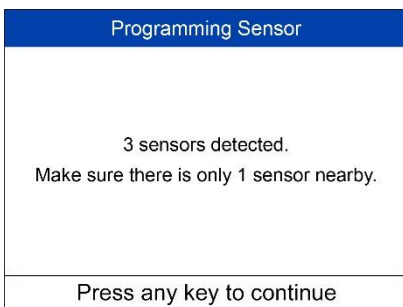 Programming Sensor
3 sensors detected.
Make sure there is only 1 sensor nearby.
Press any key to continue